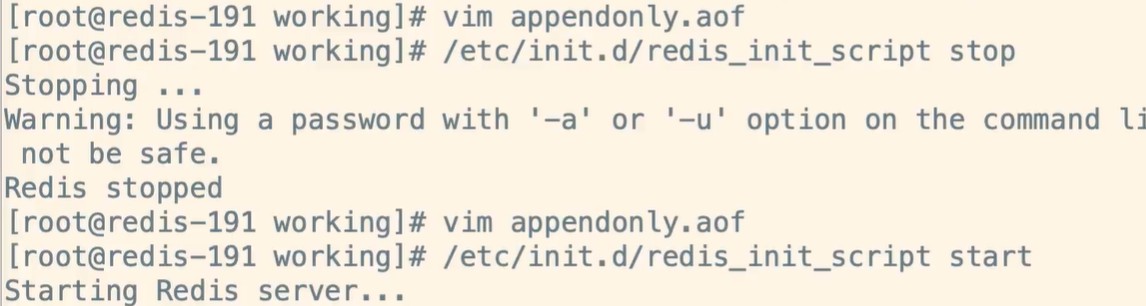 [root@redis-191 working]# vim appendonly.aof
[root@redis-191 working]# /etc/init.d/redis_init_script stop
Stopping ...
Warning: Using a password with '-a' or '-u' option on the command li
not be safe.
Redis stopped
[root@redis-191 working]# vim appendonly.aof
[root@redis-191 working]# /etc/init.d/redis_init_script start
Starting Redis server...